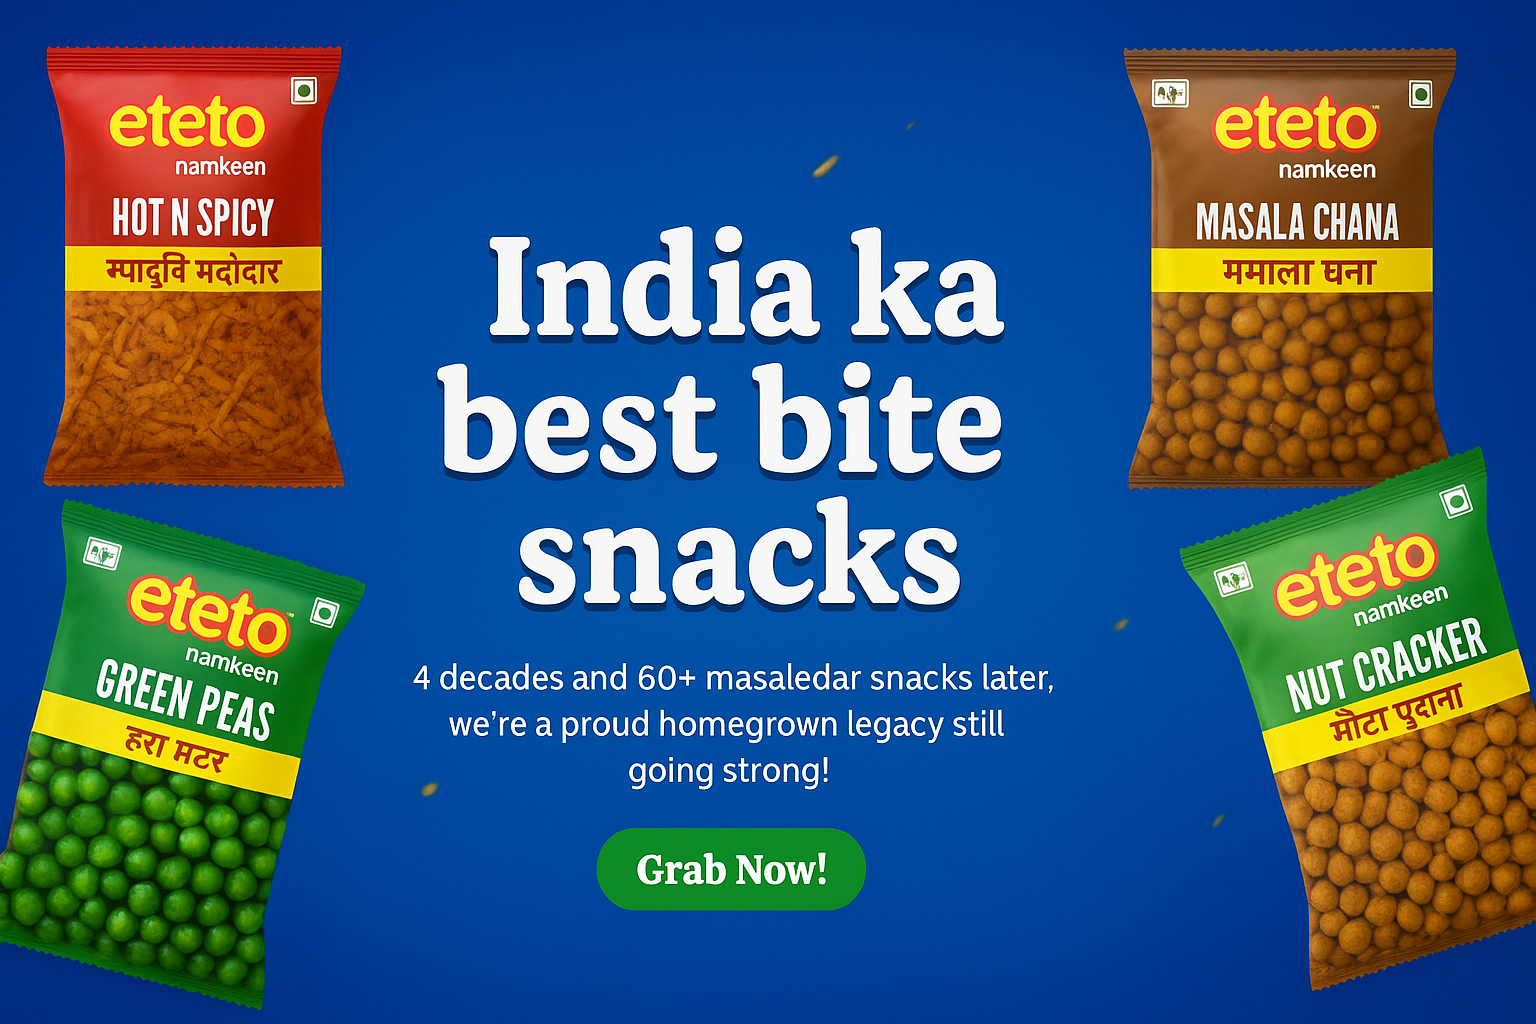 eteto
namkeen
HOT N SPICY
म्पादुवि मदोदार
eteto
namkeen
MASALA CHANA
ममाला घना
India ka
best bite
snacks
4 decades and 60+ masaledar snacks later,
we're a proud homegrown legacy still
going strong!
Grab Now!
eteto
namkeen
GREEN PEAS
हरा मटर
eteto
namkeen
NUT CRACKER
मौटा पुदाना